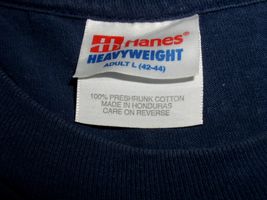 Hanes®
HEAVYWEIGHT
ADULT L (42-44)
100% PRESHRUNK COTTON
MADE IN HONDURAS
CARE ON REVERSE